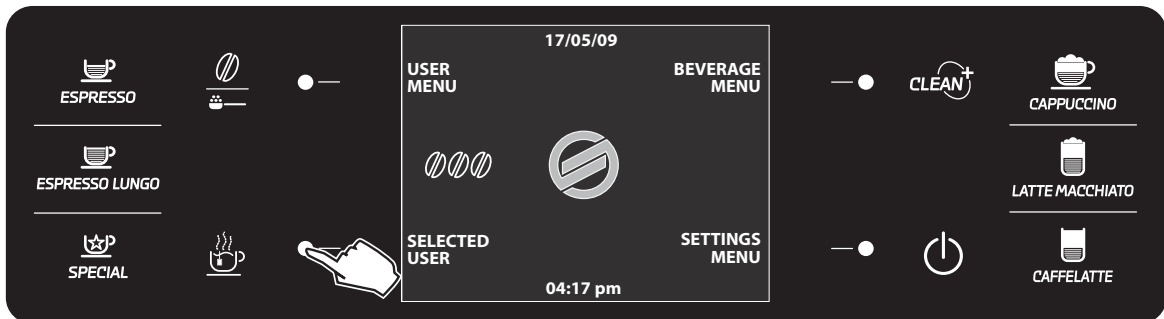 ESPRESSO
ESPRESSO LUNGO
SPECIAL
17/05/09
USER
MENU
BEVERAGE
MENU
SELECTED
USER
SETTINGS
MENU
04:17 pm
CLEAN+
CAPPUCCINO
LATTE MACCHIATO
CAFFELATTE